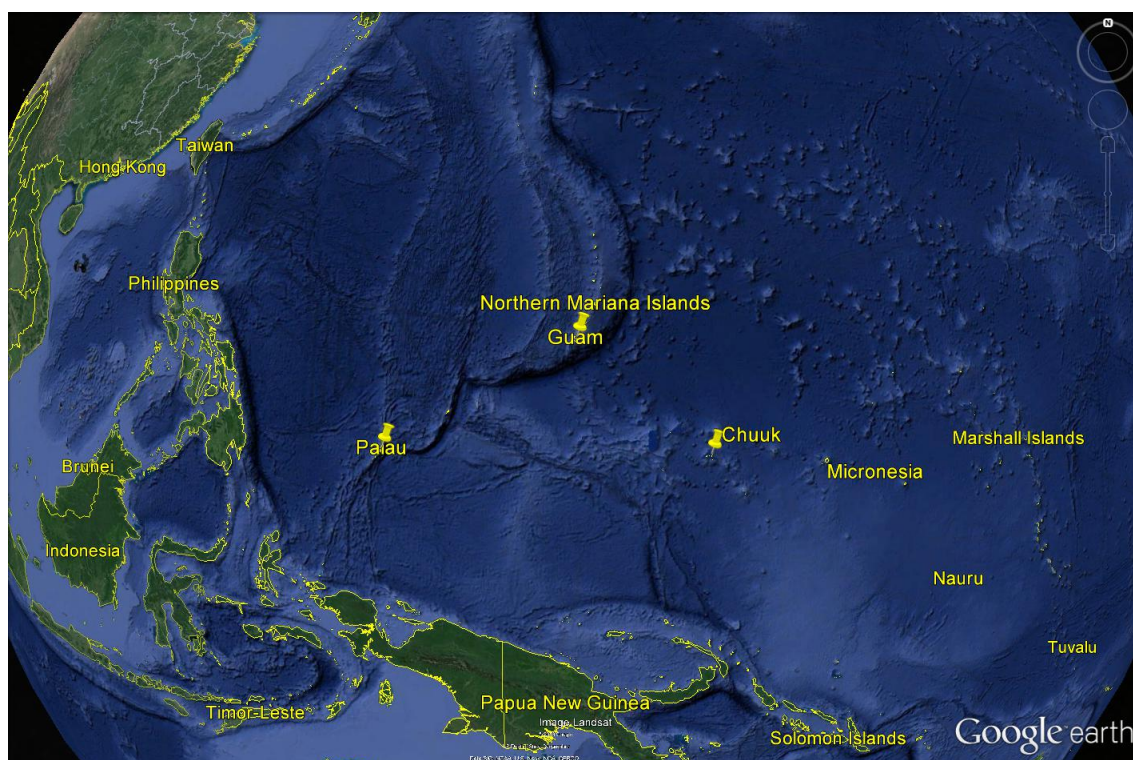 N
Taiwan
Hong Kong
Philippines
Northern Mariana Islands
Guam
Palau
Chuuk
Marshall Islands
Brunei
Micronesia
Indonesia
Nauru
Tuvalu
Papua New Guinea
Timor-Leste
Image Landsat
Solomon Islands
Google earth